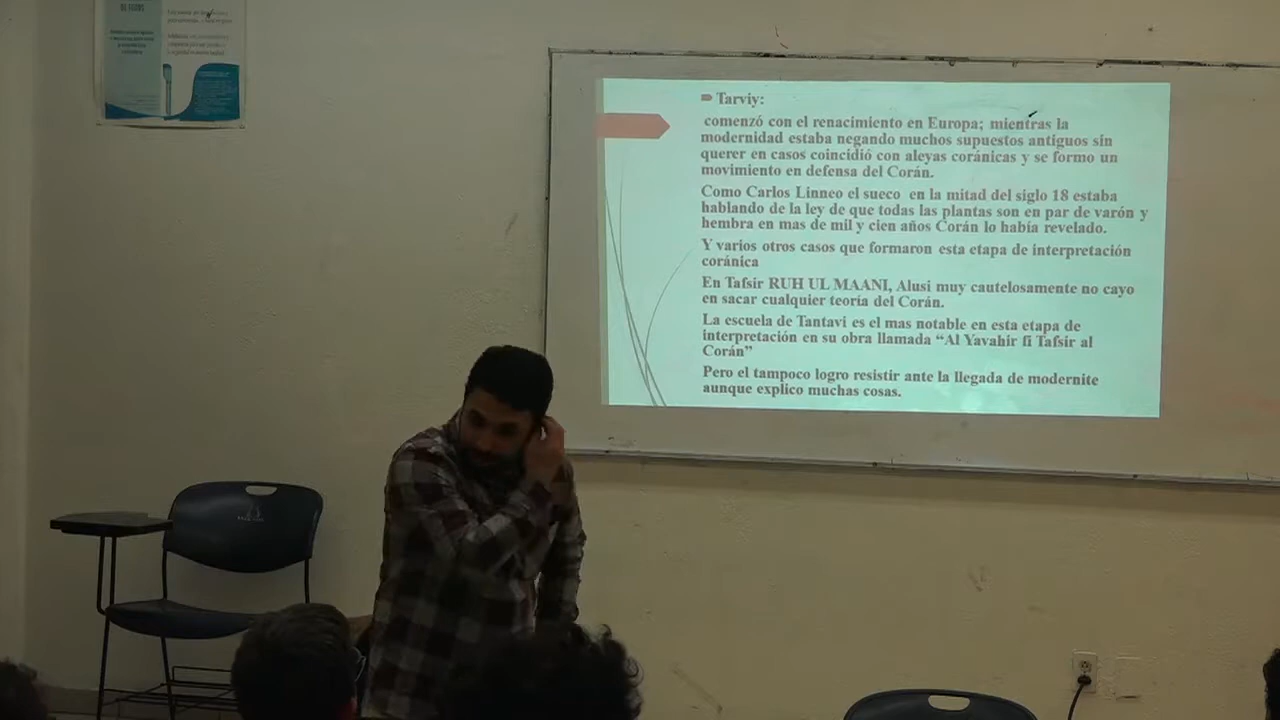 Tarviy:
comenzó con el renacimiento en Europa; mientras la
modernidad estaba negando muchos supuestos antiguos sin
querer en casos coincidió con aleyas coránicas y se formo un
movimiento en defensa del Corán.
Como Carlos Linneo el sueco en la mitad del siglo 18 estaba
hablando de la ley de que todas las plantas son en par de varón y
hembra en mas de mil y cien años Corán lo había revelado.
Y varios otros casos que formaron esta etapa de interpretación
coránica
En Tafsir RUH UL MAANI, Alusi muy cautelosamente no cayo
en sacar cualquier teoría del Corán.
La escuela de Tantavi es el mas notable en esta etapa de
interpretación en su obra llamada “Al Yavahir fi Tafsir al
Corán”
Pero el tampoco logro resistir ante la llegada de modernite
aunque explico muchas cosas.